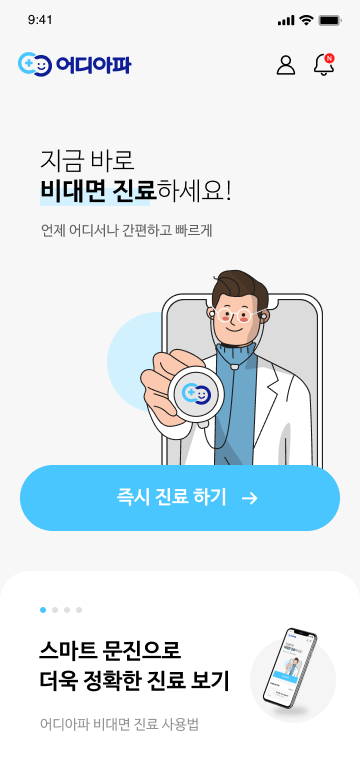 9:41
어디아파
N
지금 바로
비대면 진료하세요!
언제 어디서나 간편하고 빠르게
즉시 진료 하기 →
스마트 문진으로
더욱 정확한 진료 보기
어디아파 비대면 진료 사용법